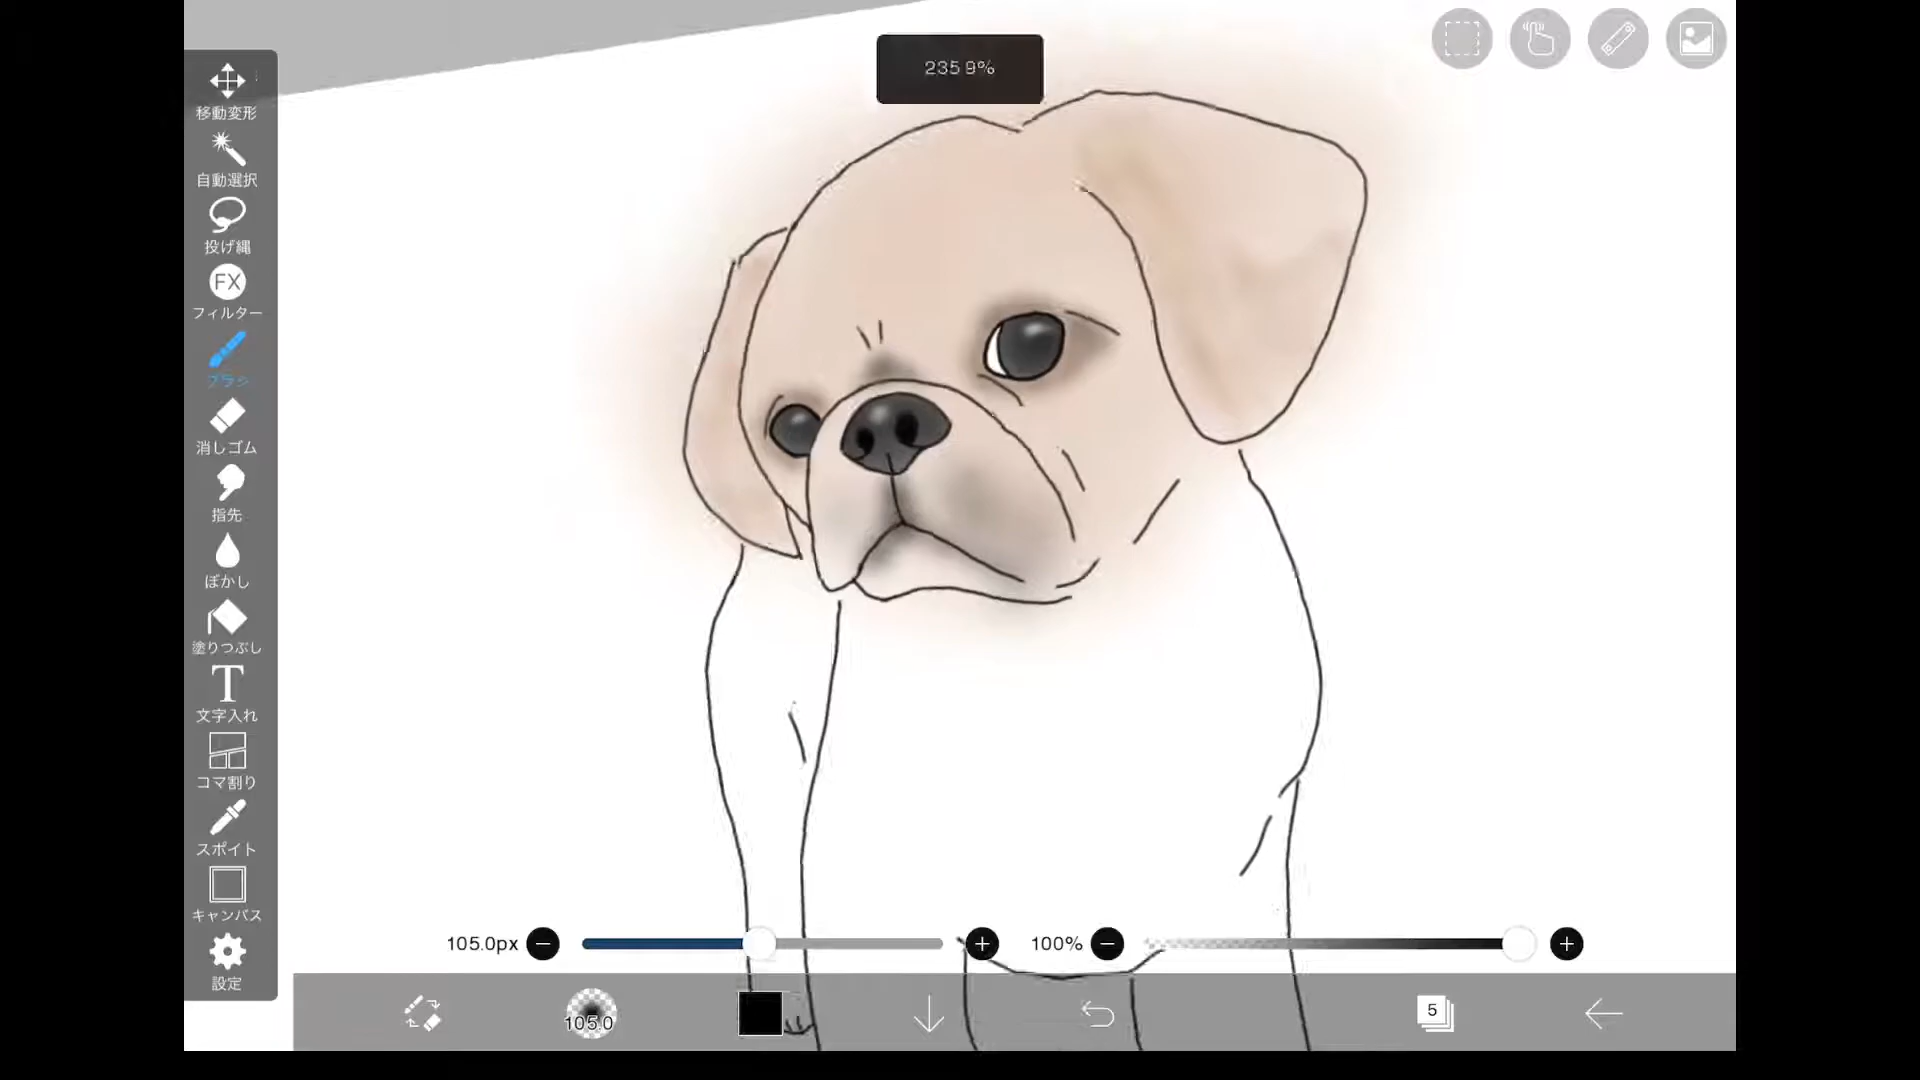 235 9%
移動変形
自動選択
投げ縄
FX
フィルター
ブラシ
消しゴム
指先
ぼかし
塗りつぶし
T
文字入れ
コマ割り
スポイト
キャンバス
設定
105.0px
100%
105.0
5